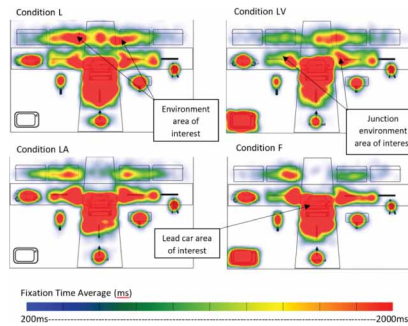 Condition L
Condition LV
Environment
area of
interest
Junction
environment
area of interest
Condition LA
Condition F
Lead car area
of interest
Fixation Time Average (ms)
200ms
2000ms